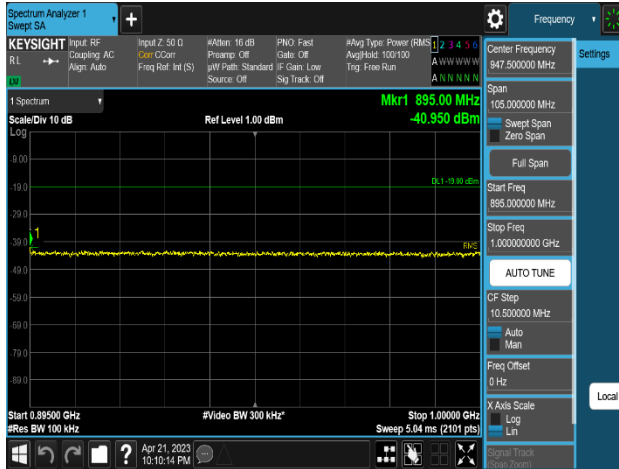 Spectrum Analyzer 1
Swept SA
Frequency
KEYSIGHT
RL
Input: RF
Coupling: AC
Align: Auto
Input Z: 50 Ω
Corr CCorr
Freq Ref: Int (S)
#Atten: 16 dB
Preamp: Off
µW Path: Standard
Source: Off
PNO: Fast
Gate: Off
IF Gain: Low
Sig Track: Off
#Avg Type: Power (RMS
Avg|Hold: 100/100
Trig: Free Run
1 2 3 4 5 6
A W W W W W
A N N N N N
1 Spectrum
Scale/Div 10 dB
Log
Ref Level 1.00 dBm
Mkr1 895.00 MHz
-40.950 dBm
-9.00
-19.0
-29.0
-39.0
-49.0
-59.0
-69.0
-79.0
-89.0
DL1 -19.00 dBm
1
RMS
Start 0.89500 GHz
#Res BW 100 kHz
#Video BW 300 kHz*
Stop 1.00000 GHz
Sweep 5.04 ms (2101 pts)
?
Apr 21, 2023
10:10:14 PM
Center Frequency
947.500000 MHz
Span
105.000000 MHz
Swept Span
Zero Span
Full Span
Start Freq
895.000000 MHz
Stop Freq
1.000000000 GHz
AUTO TUNE
CF Step
10.500000 MHz
Auto
Man
Freq Offset
0 Hz
X Axis Scale
Log
Lin
Signal Track
(Span Zoom)
Settings
Local